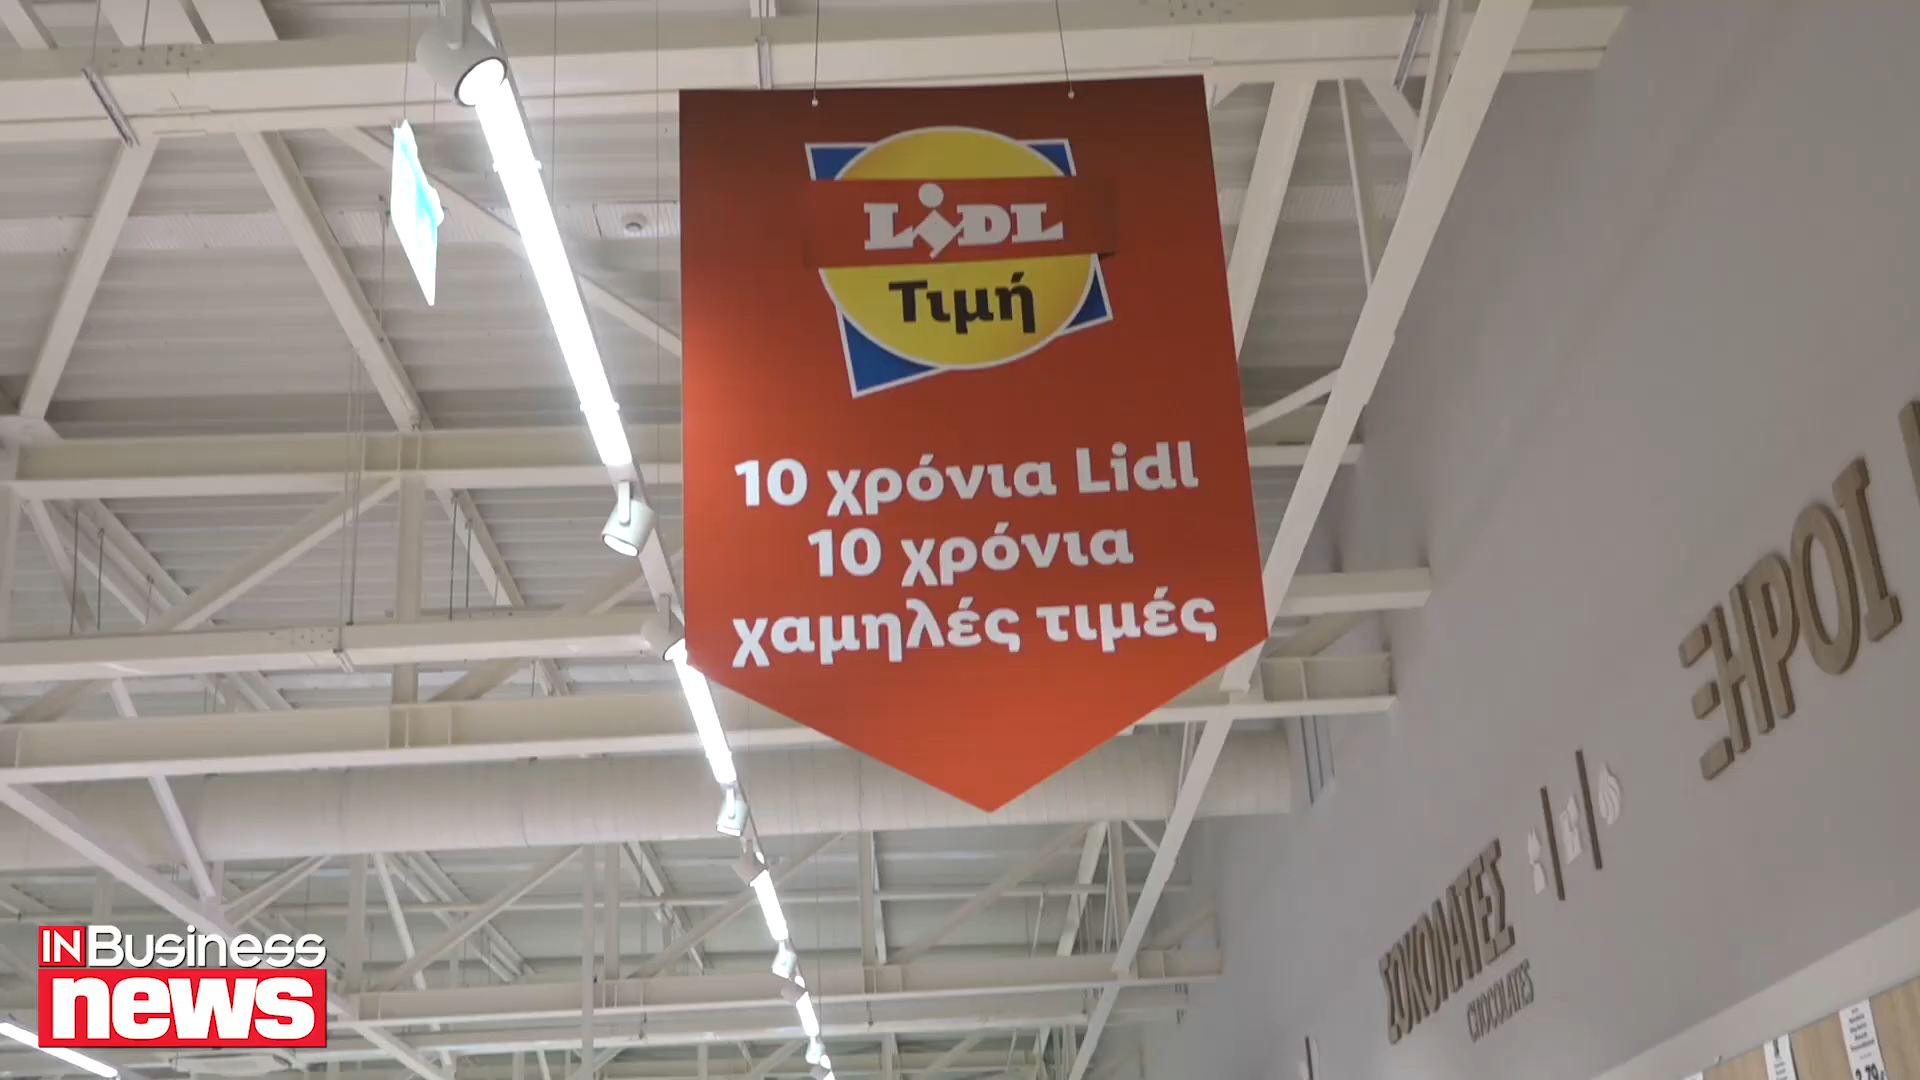 LIDL
Τιμή
10 χρόνια Lidl
10 χρόνια
χαμηλές τιμές
ΞΗΡΟΙ
ΣΟΚΟΛΑΤΕΣ
CHOCOLATES
IN Business
news